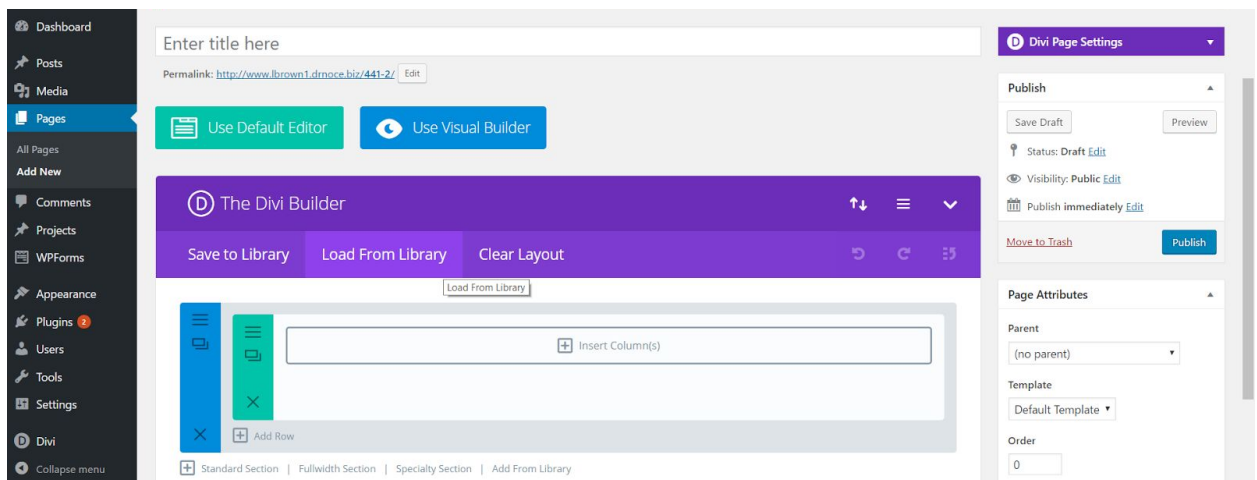 Dashboard
Posts
Media
Pages
All Pages
Add New
Comments
Projects
WPForms
Appearance
Plugins 2
Users
Tools
Settings
Divi
Collapse menu
Enter title here
Permalink: http://www.lbrown1.drnoce.biz/441-2/ Edit
Use Default Editor
Use Visual Builder
D The Divi Builder
Save to Library Load From Library Clear Layout
Load From Library
Insert Column(s)
Add Row
Standard Section | Fullwidth Section | Specialty Section | Add From Library
D Divi Page Settings
Publish
Save Draft Preview
Status: Draft Edit
Visibility: Public Edit
Publish immediately Edit
Move to Trash Publish
Page Attributes
Parent
(no parent)
Template
Default Template
Order
0